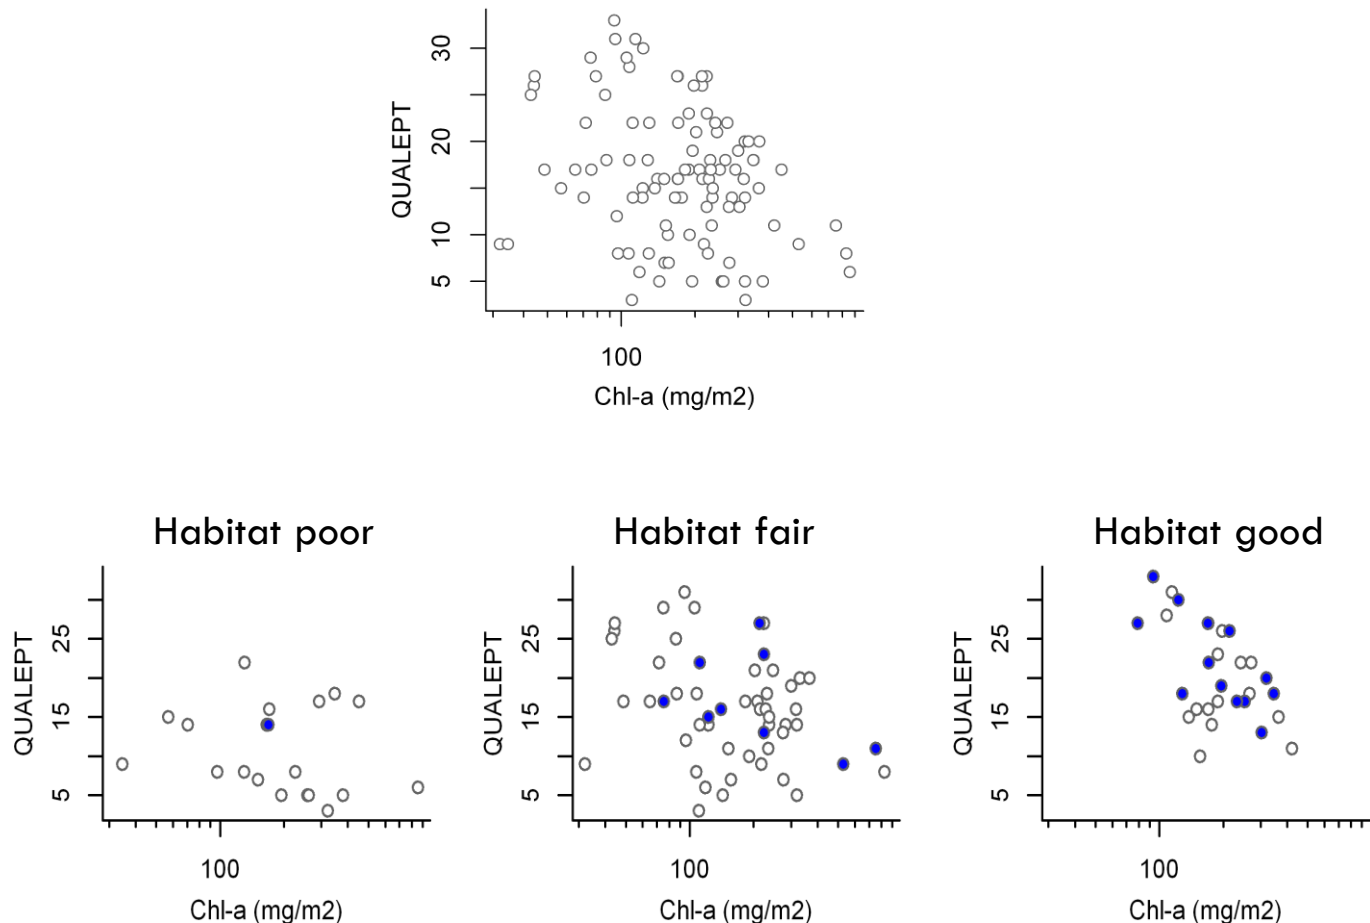 30
20
10
5
QUALEPT
100
Chl-a (mg/m2)
Habitat poor
25
15
5
QUALEPT
100
Chl-a (mg/m2)
Habitat fair
25
15
5
QUALEPT
100
Chl-a (mg/m2)
Habitat good
25
15
5
QUALEPT
100
Chl-a (mg/m2)